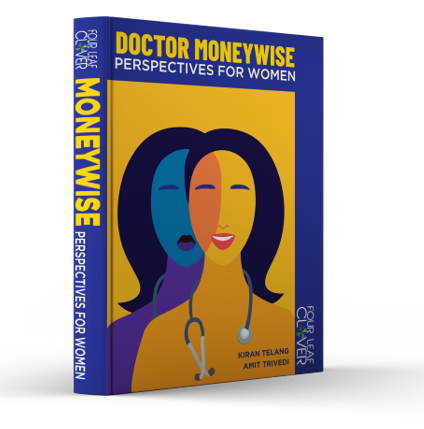 DOCTOR MONEYWISE
PERSPECTIVES FOR WOMEN
KIRAN TELANG
AMIT TRIVEDI
FOUR LEAF
CLOVER
FOUR LEAF
CLOVER
MONEYWISE
PERSPECTIVES FOR WOMEN